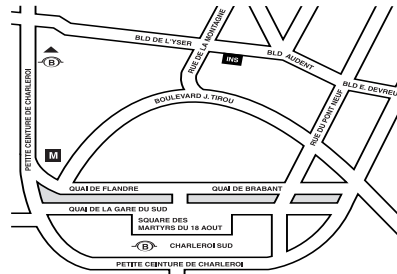 BLD DE L'YSER
RUE DE LA MONTAGNE
INS
BLD AUDENT
BLD E. DEVREU
B
PETITE CEINTURE DE CHARLEROI
BOULEVARD J. TIROU
RUE DU PONT NEUF
M
QUAI DE FLANDRE
QUAI DE BRABANT
QUAI DE LA GARE DU SUD
SQUARE DES
MARTYRS DU 18 AOUT
B
CHARLEROI SUD
PETITE CEINTURE DE CHARLEROI